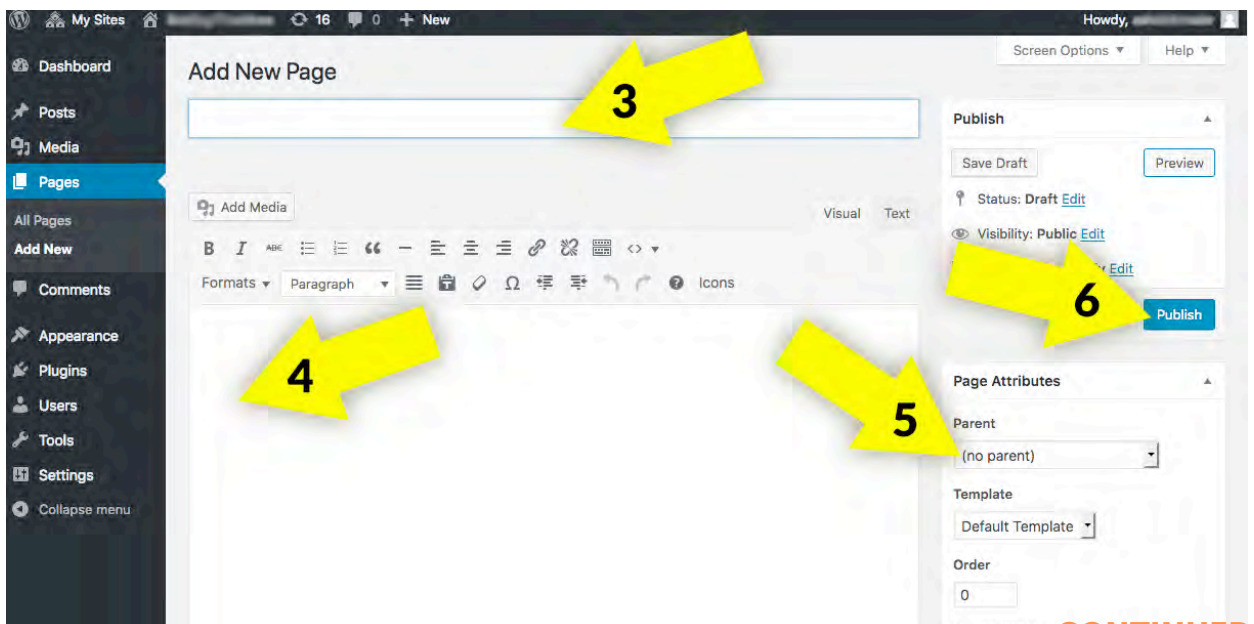 My Sites 16 0 + New Howdy,
Screen Options Help
Dashboard
Posts
Media
Pages
All Pages
Add New
Comments
Appearance
Plugins
Users
Tools
Settings
Collapse menu
Add New Page
3
Add Media
Visual Text
B I ABC “ — Ω
Formats Paragraph Ω Icons
4
Publish
Save Draft Preview
Status: Draft Edit
Visibility: Public Edit
Edit
6
Publish
Page Attributes
5
Parent
(no parent)
Template
Default Template
Order
0